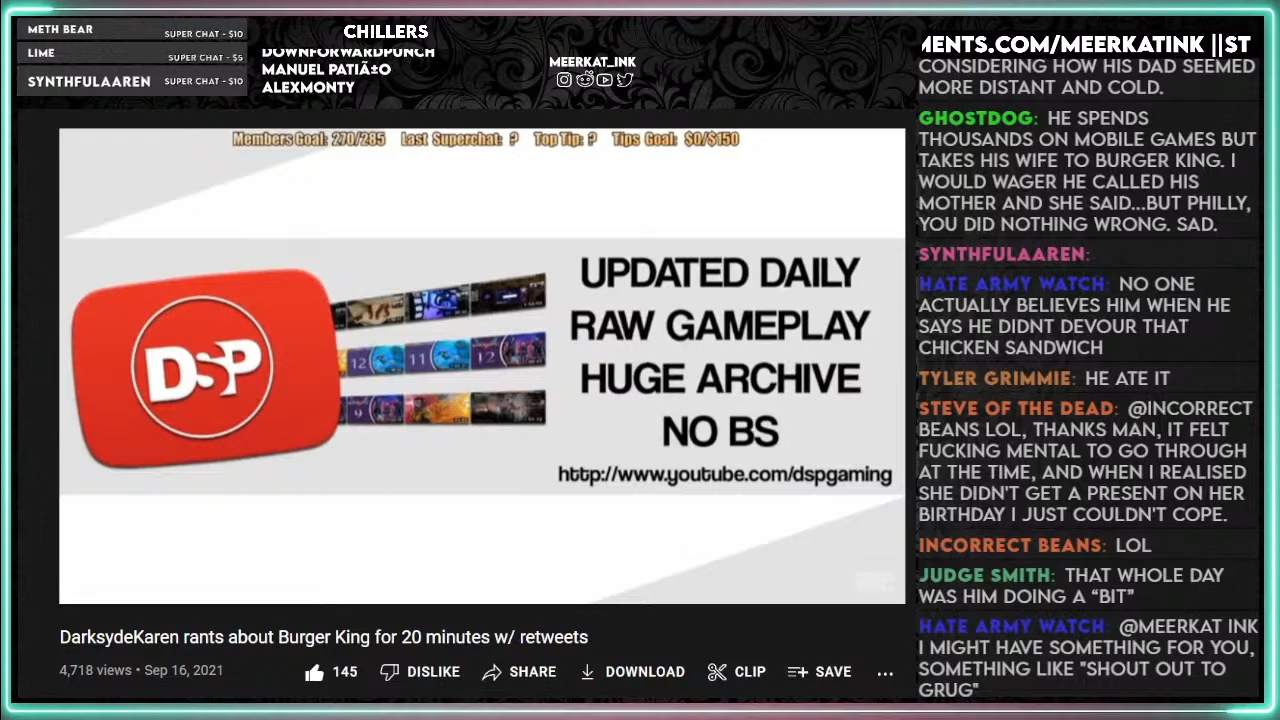 METH BEAR SUPER CHAT - $10
LIME SUPER CHAT - $5
SYNTHFULAAREN SUPER CHAT - $10
CHILLERS
DOWNFORWARDPUNCH
MANUEL PATIÃ±O
ALEXMONTY
MEERKAT_INK
Members Goal: 270/285 Last Superchat: ? Top Tip: ? Tips Goal: $0/$150
DSP
UPDATED DAILY
RAW GAMEPLAY
HUGE ARCHIVE
NO BS
http://www.youtube.com/dspgaming
12 11 12
9
DarksydeKaren rants about Burger King for 20 minutes w/ retweets
4,718 views • Sep 16, 2021
145 DISLIKE SHARE DOWNLOAD CLIP SAVE ...
MENTS.COM/MEERKATINK ||ST
CONSIDERING HOW HIS DAD SEEMED
MORE DISTANT AND COLD.
GHOSTDOG: HE SPENDS
THOUSANDS ON MOBILE GAMES BUT
TAKES HIS WIFE TO BURGER KING. I
WOULD WAGER HE CALLED HIS
MOTHER AND SHE SAID...BUT PHILLY,
YOU DID NOTHING WRONG. SAD.
SYNTHFULAAREN:
HATE ARMY WATCH: NO ONE
ACTUALLY BELIEVES HIM WHEN HE
SAYS HE DIDNT DEVOUR THAT
CHICKEN SANDWICH
TYLER GRIMMIE: HE ATE IT
STEVE OF THE DEAD: @INCORRECT
BEANS LOL, THANKS MAN, IT FELT
FUCKING MENTAL TO GO THROUGH
AT THE TIME, AND WHEN I REALISED
SHE DIDN'T GET A PRESENT ON HER
BIRTHDAY I JUST COULDN'T COPE.
INCORRECT BEANS: LOL
JUDGE SMITH: THAT WHOLE DAY
WAS HIM DOING A “BIT”
HATE ARMY WATCH: @MEERKAT INK
I MIGHT HAVE SOMETHING FOR YOU,
SOMETHING LIKE "SHOUT OUT TO
GRUG"